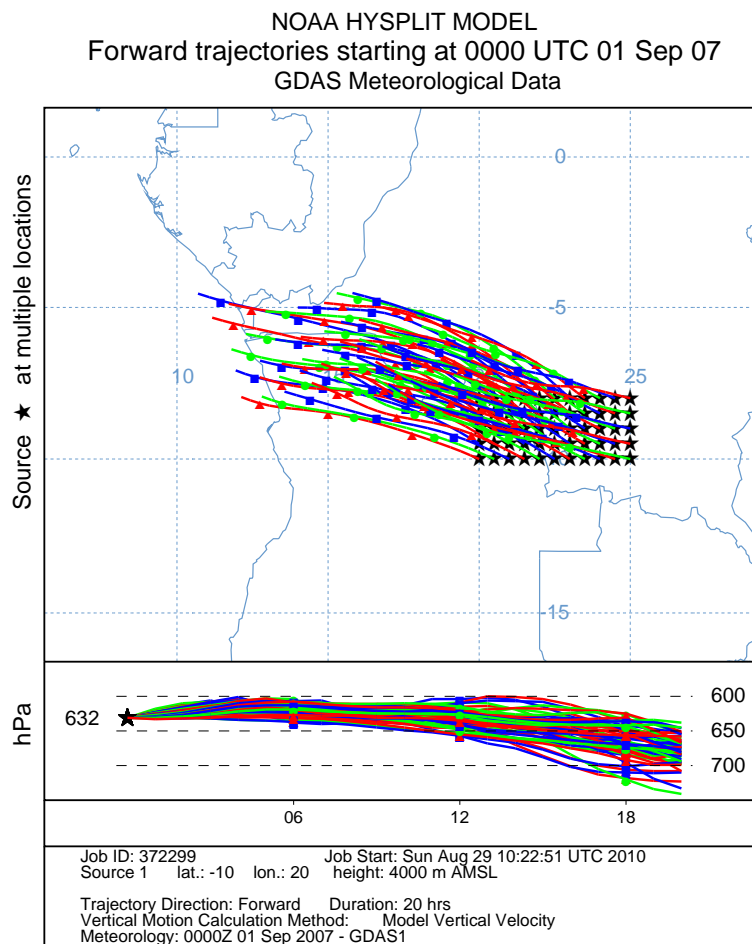 NOAA HYSPLIT MODEL
Forward trajectories starting at 0000 UTC 01 Sep 07
GDAS Meteorological Data
Source ★ at multiple locations
0
-5
10
25
-15
hPa
632
600
650
700
06 12 18
Job ID: 372299 Job Start: Sun Aug 29 10:22:51 UTC 2010
Source 1 lat.: -10 lon.: 20 height: 4000 m AMSL
Trajectory Direction: Forward Duration: 20 hrs
Vertical Motion Calculation Method: Model Vertical Velocity
Meteorology: 0000Z 01 Sep 2007 - GDAS1